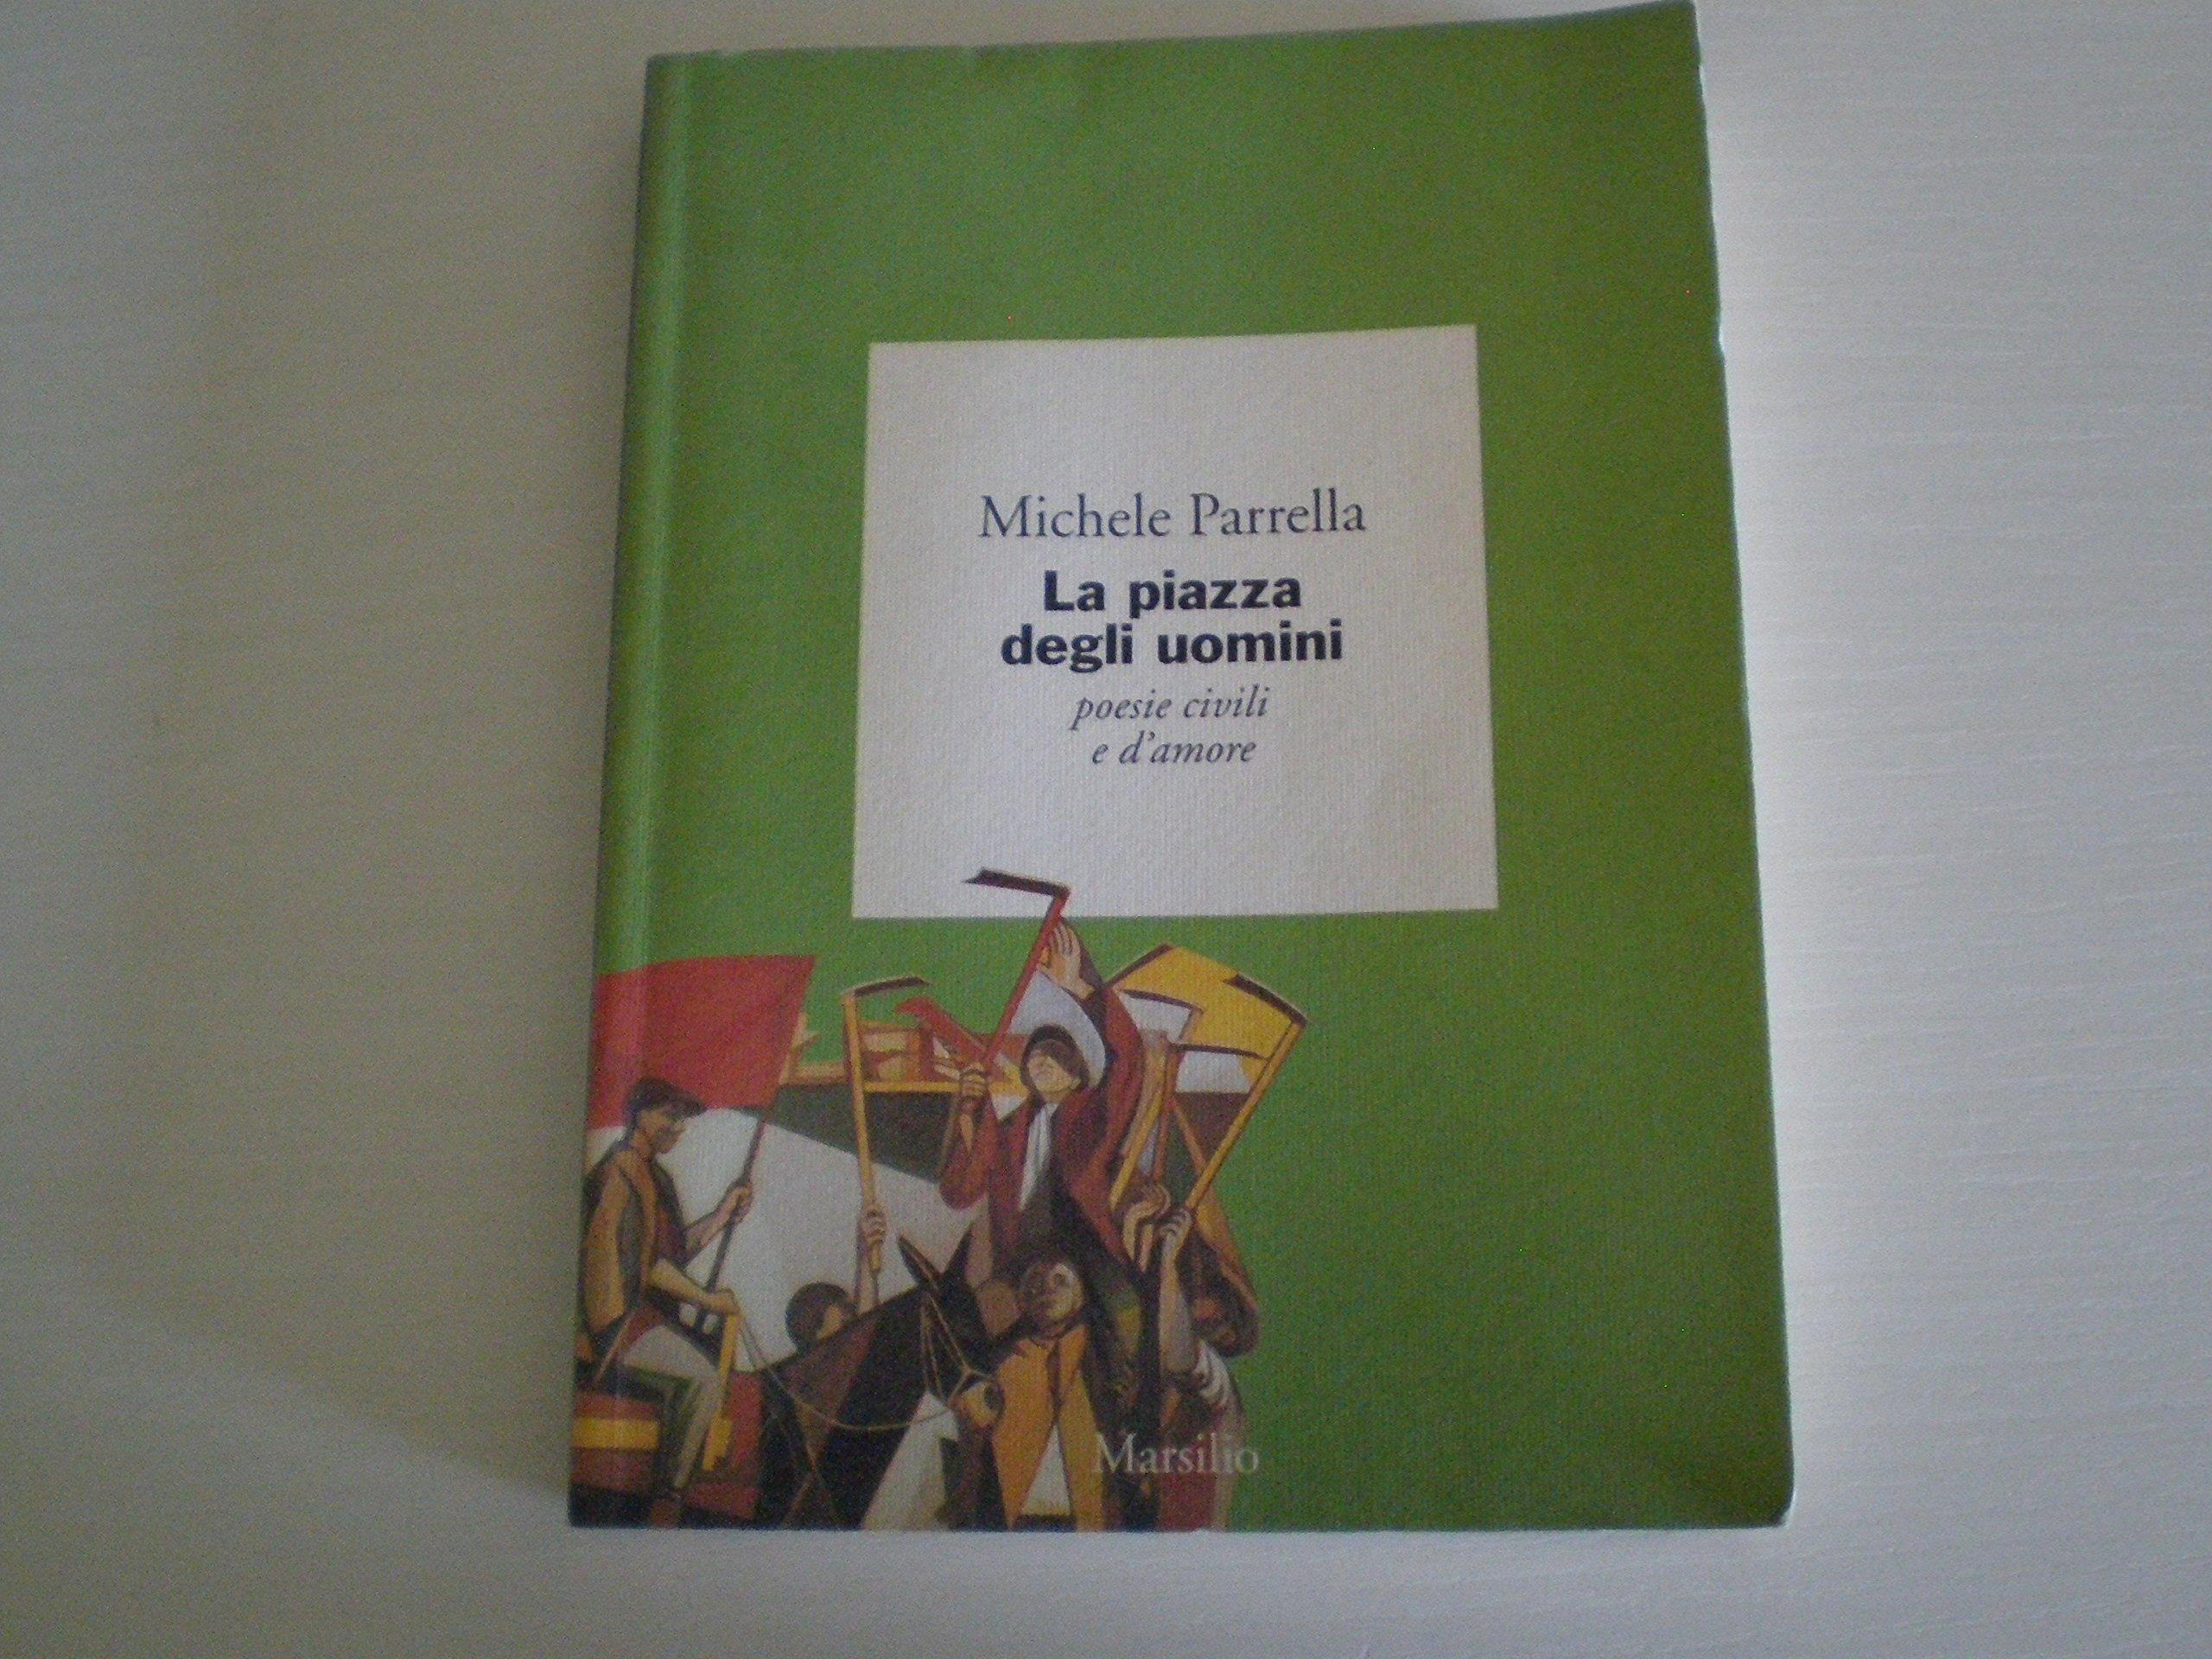 Michele Parrella
La piazza
degli uomini
poesie civili
e d'amore
Marsilio